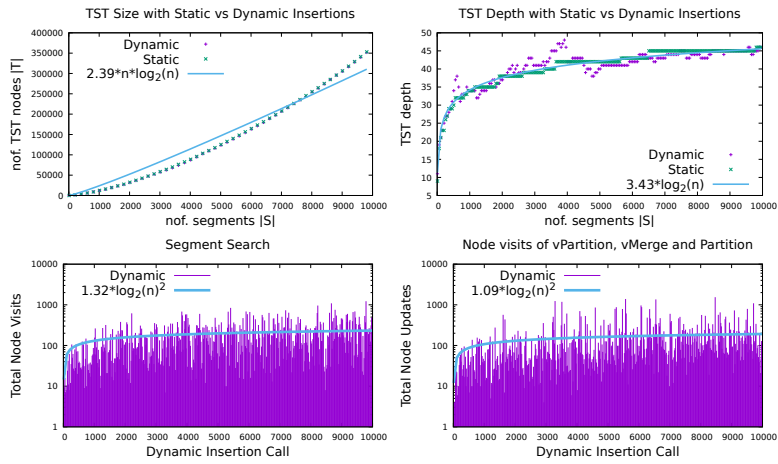 TST Size with Static vs Dynamic Insertions
400000
350000
300000
250000
200000
150000
100000
50000
0
nof. TST nodes |T|
Dynamic
Static
2.39*n*log2(n)
0 1000 2000 3000 4000 5000 6000 7000 8000 9000 10000
nof. segments |S|
TST Depth with Static vs Dynamic Insertions
50
45
40
35
30
25
20
15
10
5
TST depth
Dynamic
Static
3.43*log2(n)
0 1000 2000 3000 4000 5000 6000 7000 8000 9000 10000
nof. segments |S|
Segment Search
10000
1000
100
10
1
Total Node Visits
Dynamic
1.32*log2(n)2
0 1000 2000 3000 4000 5000 6000 7000 8000 9000 10000
Dynamic Insertion Call
Node visits of vPartition, vMerge and Partition
10000
1000
100
10
1
Total Node Updates
Dynamic
1.09*log2(n)2
0 1000 2000 3000 4000 5000 6000 7000 8000 9000 10000
Dynamic Insertion Call